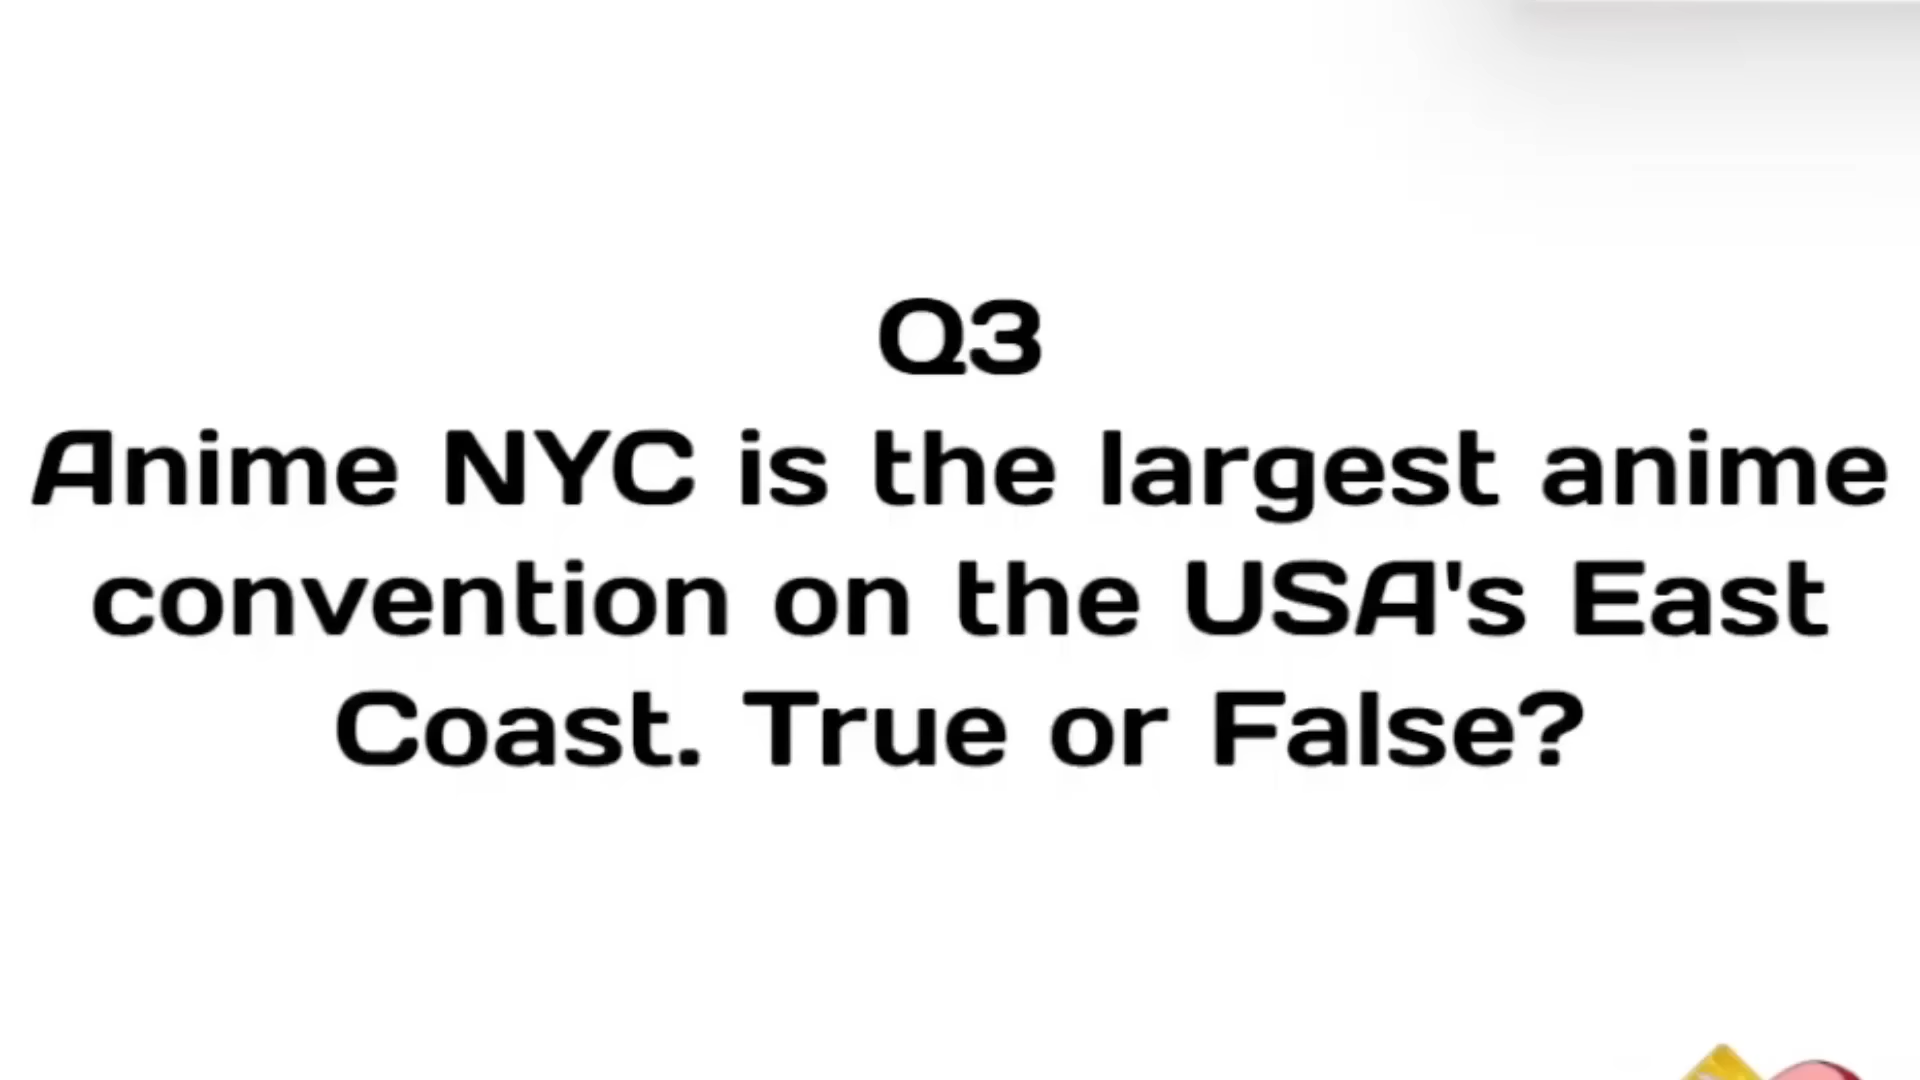 Q3
Anime NYC is the largest anime
convention on the USA's East
Coast. True or False?